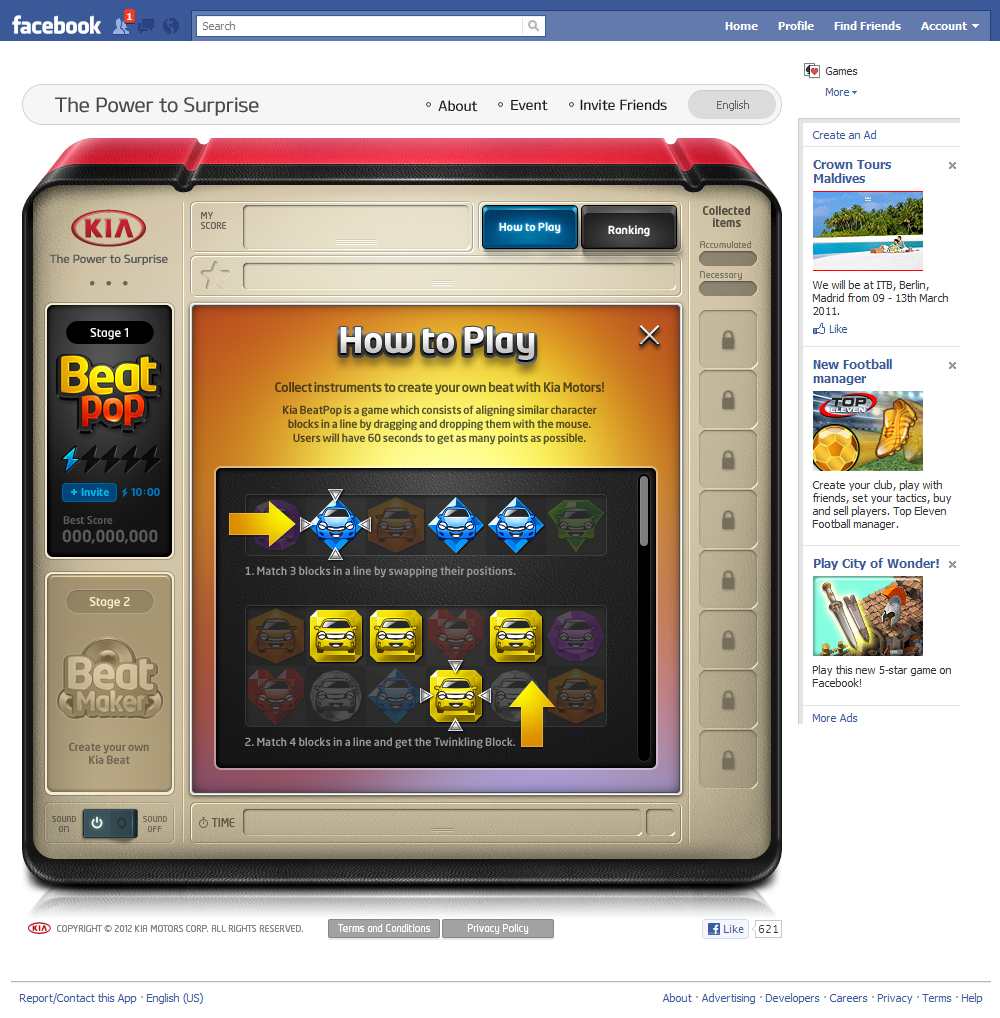 facebook
1
Search
Home
Profile
Find Friends
Account
Games
More
The Power to Surprise
About
Event
Invite Friends
English
KIA
The Power to Surprise
MY
SCORE
How to Play
Ranking
Collected
items
Accumulated
Necessary
Stage 1
Beat
pop
+ Invite
10:00
Best Score
000,000,000
Stage 2
Beat
Maker
Create your own
Kia Beat
SOUND
ON
SOUND
OFF
How to Play
Collect instruments to create your own beat with Kia Motors!
Kia BeatPop is a game which consists of aligning similar character
blocks in a line by dragging and dropping them with the mouse.
Users will have 60 seconds to get as many points as possible.
1. Match 3 blocks in a line by swapping their positions.
2. Match 4 blocks in a line and get the Twinkling Block.
TIME
Create an Ad
Crown Tours
Maldives
We will be at ITB, Berlin,
Madrid from 09 - 13th March
2011.
Like
New Football
manager
TOP
ELEVEN
Create your club, play with
friends, set your tactics, buy
and sell players. Top Eleven
Football manager.
Play City of Wonder!
Play this new 5-star game on
Facebook!
More Ads
KIA COPYRIGHT © 2012 KIA MOTORS CORP. ALL RIGHTS RESERVED.
Terms and Conditions
Privacy Policy
Like
621
Report/Contact this App · English (US)
About · Advertising · Developers · Careers · Privacy · Terms · Help